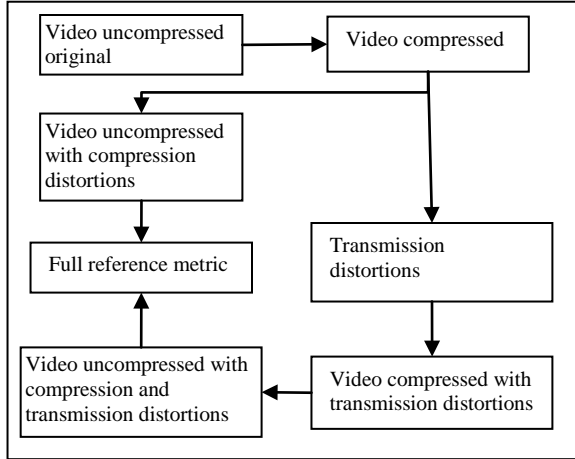 Video uncompressed
original
Video compressed
Video uncompressed
with compression
distortions
Transmission
distortions
Full reference metric
Video uncompressed with
compression and
transmission distortions
Video compressed with
transmission distortions